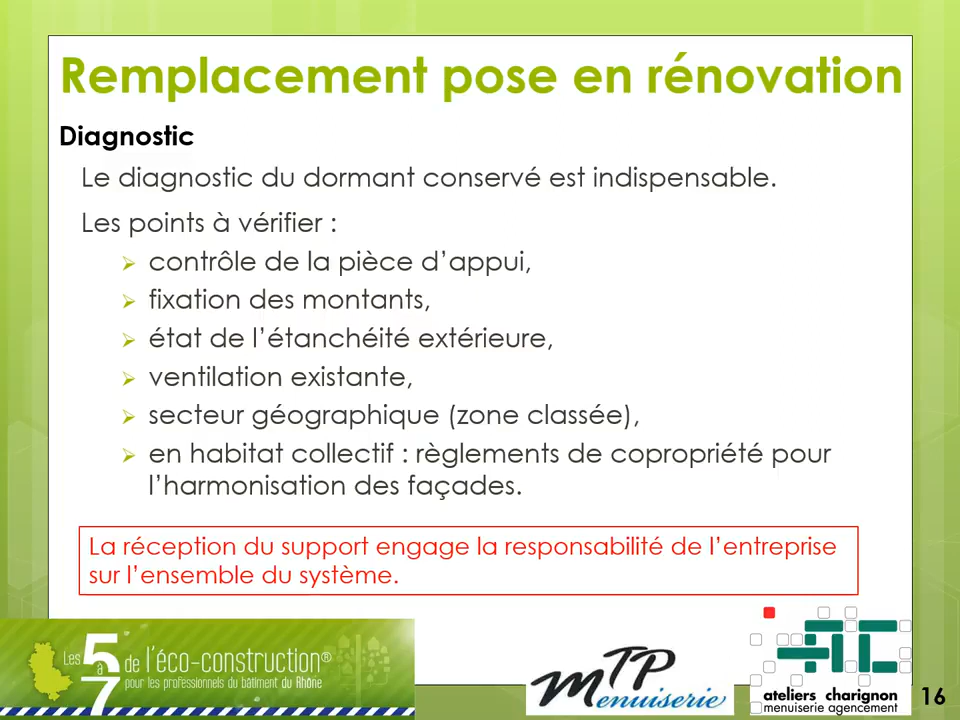 Remplacement pose en rénovation
Diagnostic
Le diagnostic du dormant conservé est indispensable.
Les points à vérifier :
contrôle de la pièce d’appui,
fixation des montants,
état de l’étanchéité extérieure,
ventilation existante,
secteur géographique (zone classée),
en habitat collectif : règlements de copropriété pour
l’harmonisation des façades.
La réception du support engage la responsabilité de l’entreprise
sur l’ensemble du système.
Les 5 à 7 de l’éco-construction®
pour les professionnels du bâtiment du Rhône
MTP
Menuiserie
ateliers charignon
menuiserie agencement
16